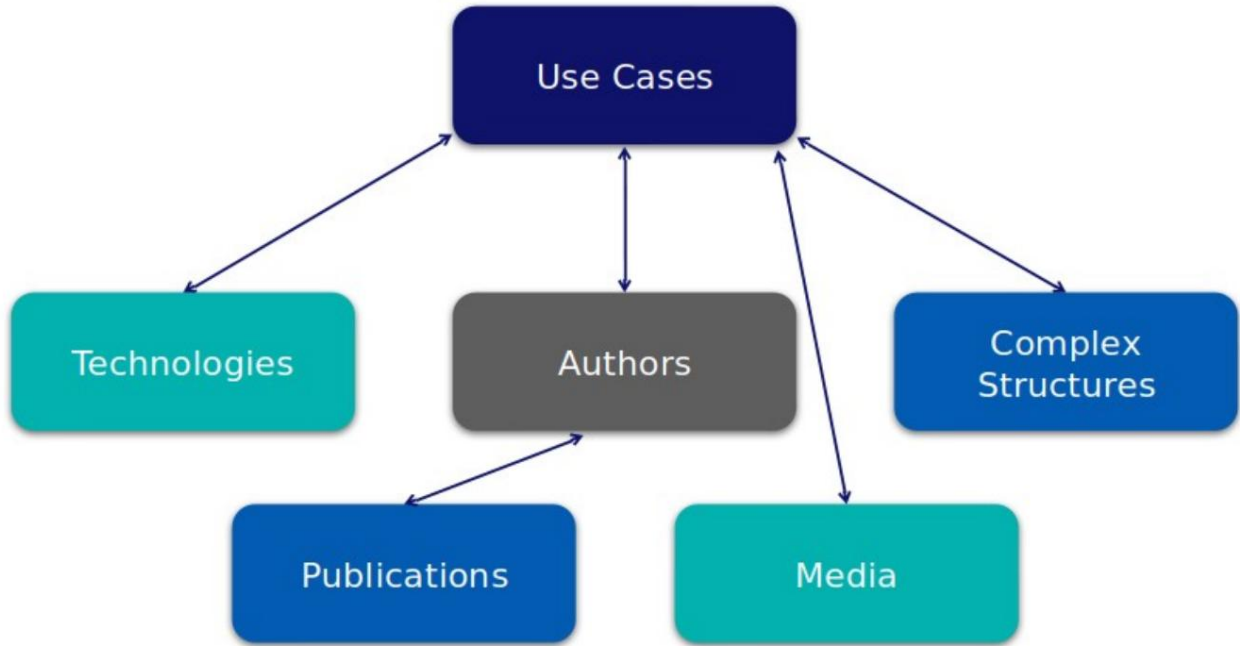 Use Cases
Technologies
Authors
Complex
Structures
Publications
Media